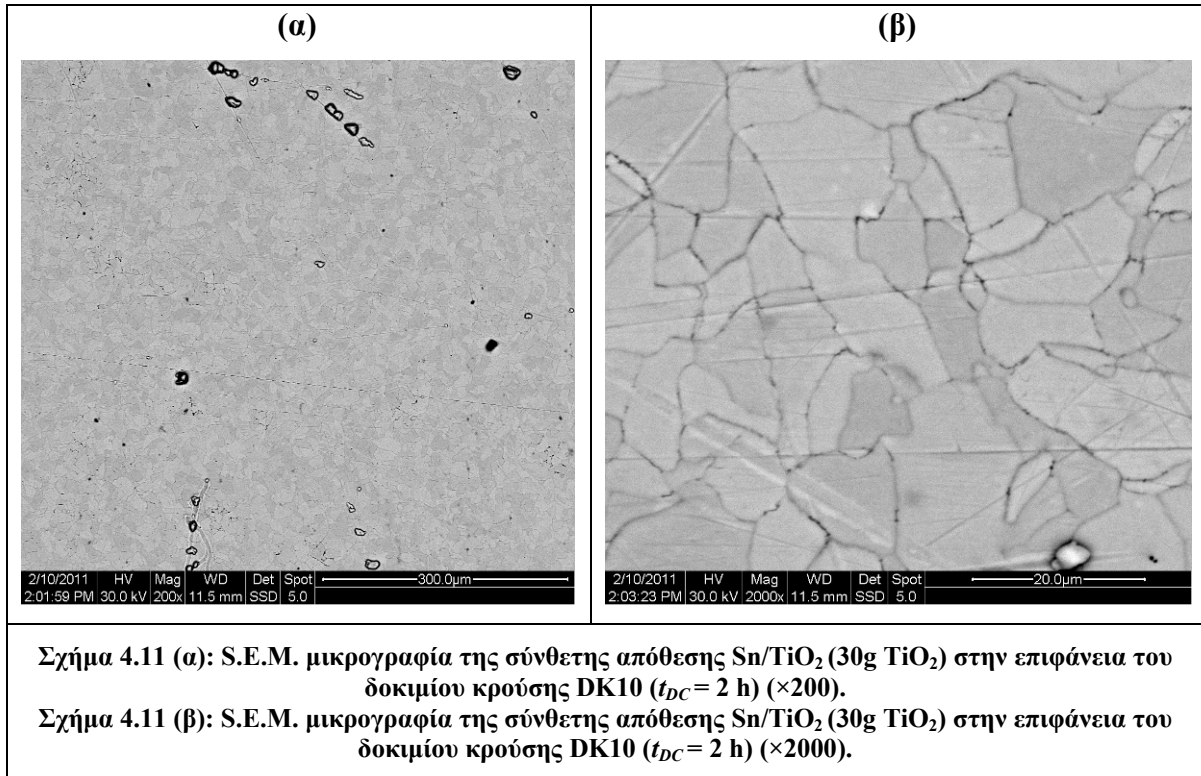 (α)
(β)
2/10/2011 HV Mag WD Det Spot 300.0μm
2:01:59 PM 30.0 kV 200x 11.5 mm SSD 5.0
2/10/2011 HV Mag WD Det Spot 20.0μm
2:03:23 PM 30.0 kV 2000x 11.5 mm SSD 5.0
Σχήμα 4.11 (α): S.E.M. μικρογραφία της σύνθετης απόθεσης Sn/TiO₂ (30g TiO₂) στην επιφάνεια του
δοκιμίου κρούσης DK10 (t_DC = 2 h) (×200).
Σχήμα 4.11 (β): S.E.M. μικρογραφία της σύνθετης απόθεσης Sn/TiO₂ (30g TiO₂) στην επιφάνεια του
δοκιμίου κρούσης DK10 (t_DC = 2 h) (×2000).